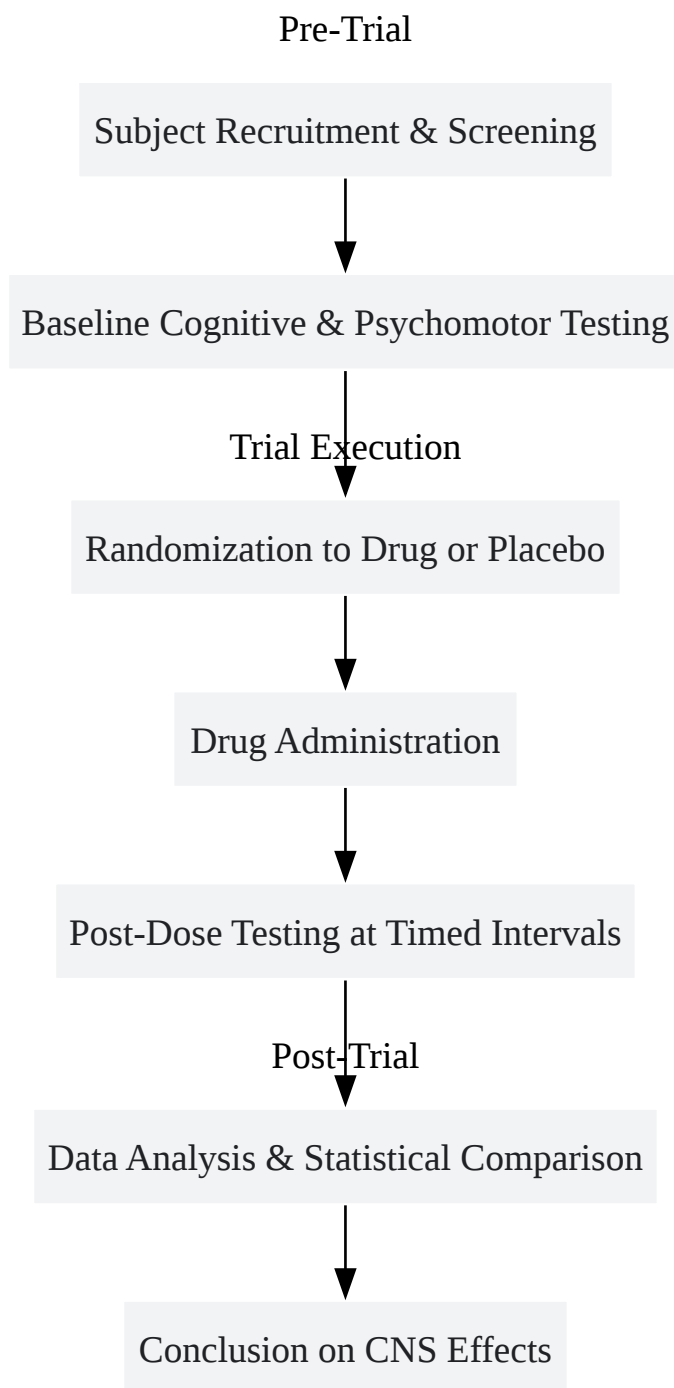 Pre-Trial
Subject Recruitment & Screening
Baseline Cognitive & Psychomotor Testing
Trial Execution
Randomization to Drug or Placebo
Drug Administration
Post-Dose Testing at Timed Intervals
Post-Trial
Data Analysis & Statistical Comparison
Conclusion on CNS Effects